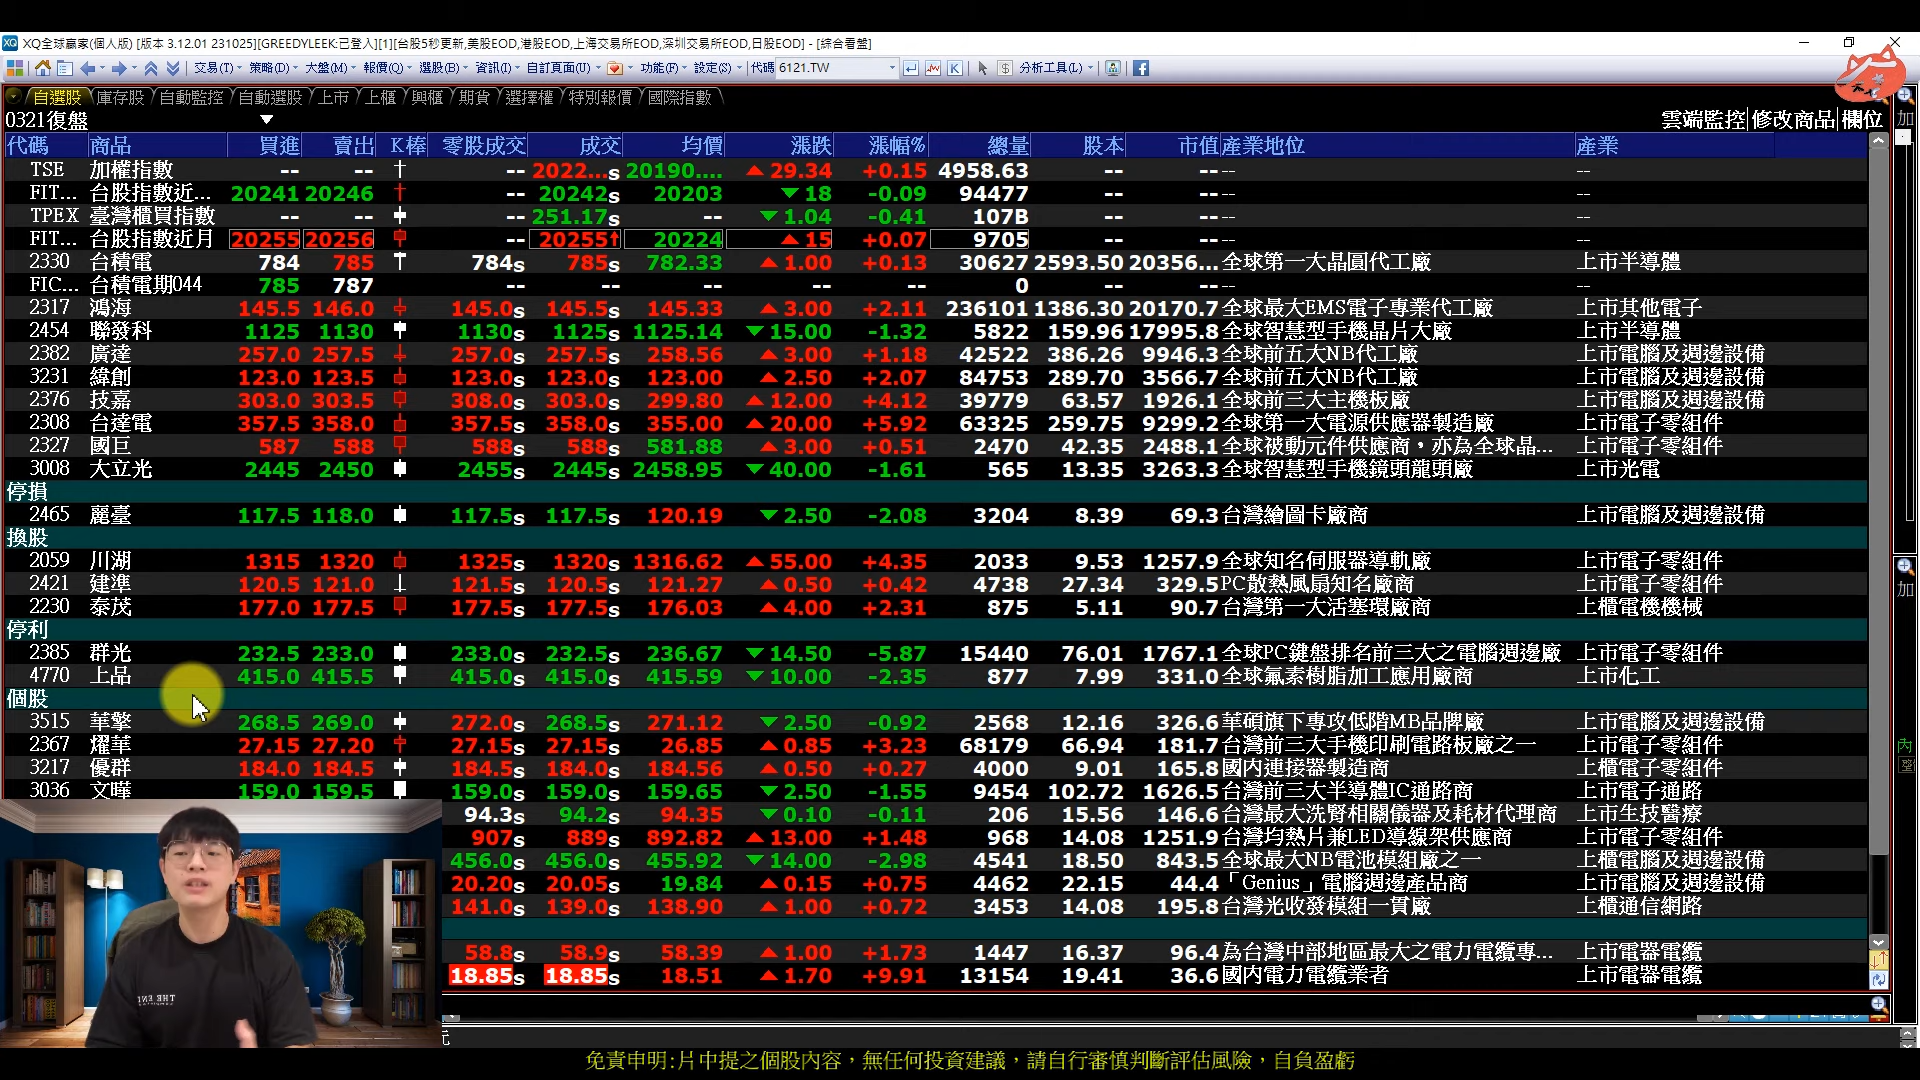 XQ全球贏家(個人版) [版本 3.12.01 231025][GREEDYLEEK:已登入][1][台股5秒更新,美股EOD,港股EOD,上海交易所EOD,深圳交易所EOD,日股EOD] - [綜合看盤]
交易(T) 策略(D) 大盤(M) 報價(Q) 選股(B) 資訊(I) 自訂頁面(U) 功能(F) 設定(S) 代碼 6121.TW K $ 分析工具(L)
自選股 庫存股 自動監控 自動選股 上市 上櫃 興櫃 期貨 選擇權 特別報價 國際指數
0321復盤 雲端監控 修改商品 欄位
代碼 商品 買進 賣出 K棒 零股成交 成交 均價 漲跌 漲幅% 總量 股本 市值 產業地位 產業
TSE 加權指數 -- -- -- 2022...s 20190.... ▲ 29.34 +0.15 4958.63 -- -- -- --
FIT... 台股指數近... 20241 20246 -- 20242s 20203 ▼ 18 -0.09 94477 -- -- -- --
TPEX 臺灣櫃買指數 -- -- -- 251.17s -- ▼ 1.04 -0.41 107B -- -- -- --
FIT... 台股指數近月 20255 20256 -- 20255↑ 20224 ▲ 15 +0.07 9705 -- -- -- --
2330 台積電 784 785 784s 785s 782.33 ▲ 1.00 +0.13 30627 2593.50 20356... 全球第一大晶圓代工廠 上市半導體
FIC... 台積電期044 785 787 -- -- -- -- -- 0 -- -- -- --
2317 鴻海 145.5 146.0 145.0s 145.5s 145.33 ▲ 3.00 +2.11 236101 1386.30 20170.7 全球最大EMS電子專業代工廠 上市其他電子
2454 聯發科 1125 1130 1130s 1125s 1125.14 ▼ 15.00 -1.32 5822 159.96 17995.8 全球智慧型手機晶片大廠 上市半導體
2382 廣達 257.0 257.5 257.0s 257.5s 258.56 ▲ 3.00 +1.18 42522 386.26 9946.3 全球前五大NB代工廠 上市電腦及週邊設備
3231 緯創 123.0 123.5 123.0s 123.0s 123.00 ▲ 2.50 +2.07 84753 289.70 3566.7 全球前五大NB代工廠 上市電腦及週邊設備
2376 技嘉 303.0 303.5 308.0s 303.0s 299.80 ▲ 12.00 +4.12 39779 63.57 1926.1 全球前三大主機板廠 上市電腦及週邊設備
2308 台達電 357.5 358.0 357.5s 358.0s 355.00 ▲ 20.00 +5.92 63325 259.75 9299.2 全球第一大電源供應器製造廠 上市電子零組件
2327 國巨 587 588 588s 588s 581.88 ▲ 3.00 +0.51 2470 42.35 2488.1 全球被動元件供應商，亦為全球晶... 上市電子零組件
3008 大立光 2445 2450 2455s 2445s 2458.95 ▼ 40.00 -1.61 565 13.35 3263.3 全球智慧型手機鏡頭龍頭廠 上市光電
停損
2465 麗臺 117.5 118.0 117.5s 117.5s 120.19 ▼ 2.50 -2.08 3204 8.39 69.3 台灣繪圖卡廠商 上市電腦及週邊設備
換股
2059 川湖 1315 1320 1325s 1320s 1316.62 ▲ 55.00 +4.35 2033 9.53 1257.9 全球知名伺服器導軌廠 上市電子零組件
2421 建準 120.5 121.0 121.5s 120.5s 121.27 ▲ 0.50 +0.42 4738 27.34 329.5 PC散熱風扇知名廠商 上市電子零組件
2230 泰茂 177.0 177.5 177.5s 177.5s 176.03 ▲ 4.00 +2.31 875 5.11 90.7 台灣第一大活塞環廠商 上櫃電機機械
停利
2385 群光 232.5 233.0 233.0s 232.5s 236.67 ▼ 14.50 -5.87 15440 76.01 1767.1 全球PC鍵盤排名前三大之電腦週邊廠 上市電子零組件
4770 上品 415.0 415.5 415.0s 415.0s 415.59 ▼ 10.00 -2.35 877 7.99 331.0 全球氟素樹脂加工應用廠商 上市化工
個股
3515 華擎 268.5 269.0 272.0s 268.5s 271.12 ▼ 2.50 -0.92 2568 12.16 326.6 華碩旗下專攻低階MB品牌廠 上市電腦及週邊設備
2367 燿華 27.15 27.20 27.15s 27.15s 26.85 ▲ 0.85 +3.23 68179 66.94 181.7 台灣前三大手機印刷電路板廠之一 上市電子零組件
3217 優群 184.0 184.5 184.5s 184.0s 184.56 ▲ 0.50 +0.27 4000 9.01 165.8 國內連接器製造商 上櫃電子零組件
3036 文曄 159.0 159.5 159.0s 159.0s 159.65 ▼ 2.50 -1.55 9454 102.72 1626.5 台灣前三大半導體IC通路商 上市電子通路
94.3s 94.2s 94.35 ▼ 0.10 -0.11 206 15.56 146.6 台灣最大洗腎相關儀器及耗材代理商 上市生技醫療
907s 889s 892.82 ▲ 13.00 +1.48 968 14.08 1251.9 台灣均熱片兼LED導線架供應商 上市電子零組件
456.0s 456.0s 455.92 ▼ 14.00 -2.98 4541 18.50 843.5 全球最大NB電池模組廠之一 上櫃電腦及週邊設備
20.20s 20.05s 19.84 ▲ 0.15 +0.75 4462 22.15 44.4 「Genius」電腦週邊產品商 上市電腦及週邊設備
141.0s 139.0s 138.90 ▲ 1.00 +0.72 3453 14.08 195.8 台灣光收發模組一貫廠 上櫃通信網路
58.8s 58.9s 58.39 ▲ 1.00 +1.73 1447 16.37 96.4 為台灣中部地區最大之電力電纜專... 上市電器電纜
18.85s 18.85s 18.51 ▲ 1.70 +9.91 13154 19.41 36.6 國內電力電纜業者 上市電器電纜
加
加
內
THE END
免責申明:片中提之個股內容，無任何投資建議，請自行審慎判斷評估風險，自負盈虧